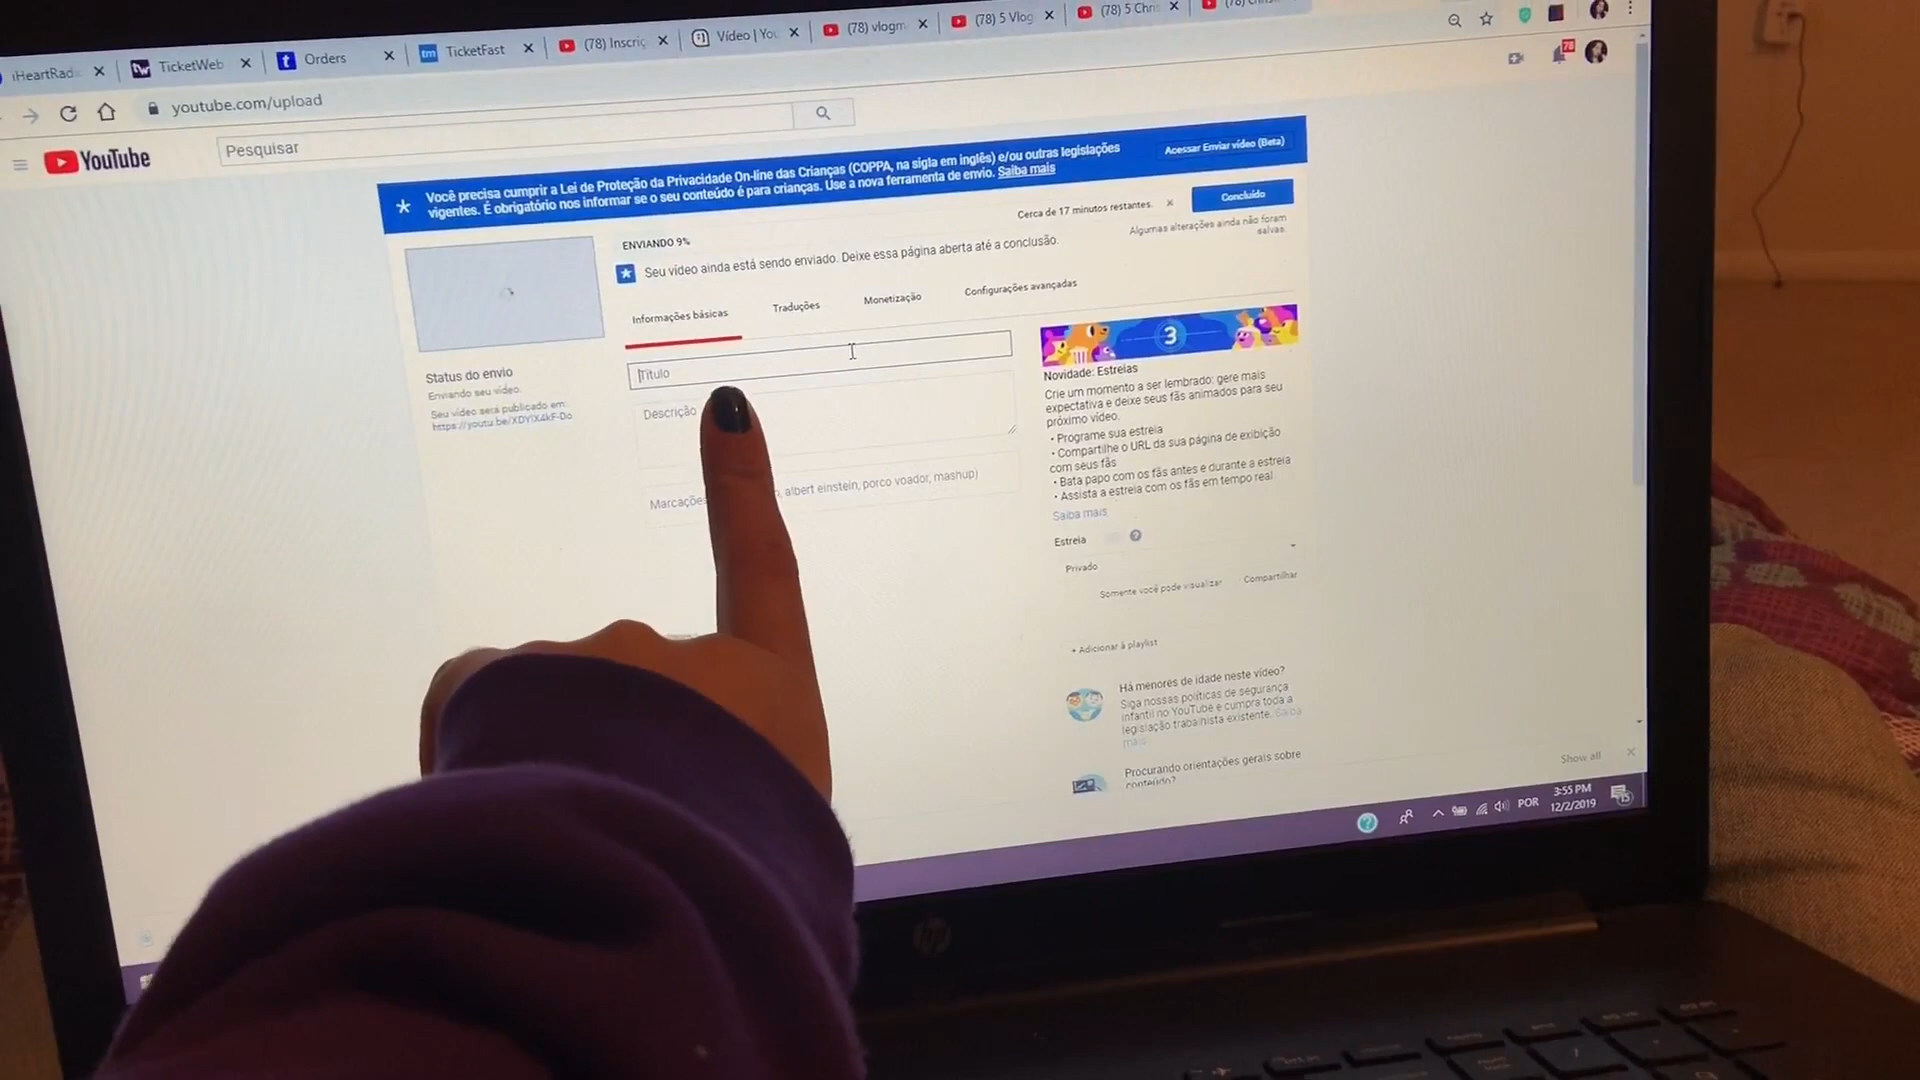 iHeartRad
TicketWeb
Orders
TicketFast
(78) Inscriç
Vídeo | You
(78) vlogm
(78) 5 Vlog
(78) 5 Chris
youtube.com/upload
YouTube
Pesquisar
78
Você precisa cumprir a Lei de Proteção da Privacidade On-line das Crianças (COPPA, na sigla em inglês) e/ou outras legislações
vigentes. É obrigatório nos informar se o seu conteúdo é para crianças. Use a nova ferramenta de envio. Saiba mais
Acessar Enviar vídeo (Beta)
ENVIANDO 9%
Cerca de 17 minutos restantes.
Concluído
Seu vídeo ainda está sendo enviado. Deixe essa página aberta até a conclusão.
Algumas alterações ainda não foram
salvas.
Informações básicas
Traduções
Monetização
Configurações avançadas
Status do envio
Enviando seu vídeo.
Seu vídeo será publicado em:
Título
Descrição
Marcações
albert einstein, porco voador, mashup)
3
Novidade: Estreias
Crie um momento a ser lembrado: gere mais
expectativa e deixe seus fãs animados para seu
próximo vídeo.
• Programe sua estreia
• Compartilhe o URL da sua página de exibição
com seus fãs
• Bata papo com os fãs antes e durante a estreia
• Assista a estreia com os fãs em tempo real
Saiba mais
Estreia
Privado
Somente você pode visualizar
Compartilhar
+ Adicionar à playlist
Há menores de idade neste vídeo?
Siga nossas políticas de segurança
infantil no YouTube e cumpra toda a
legislação trabalhista existente. Saiba
mais
Procurando orientações gerais sobre
conteúdo?
Show all
POR
3:55 PM
12/2/2019
15
hp